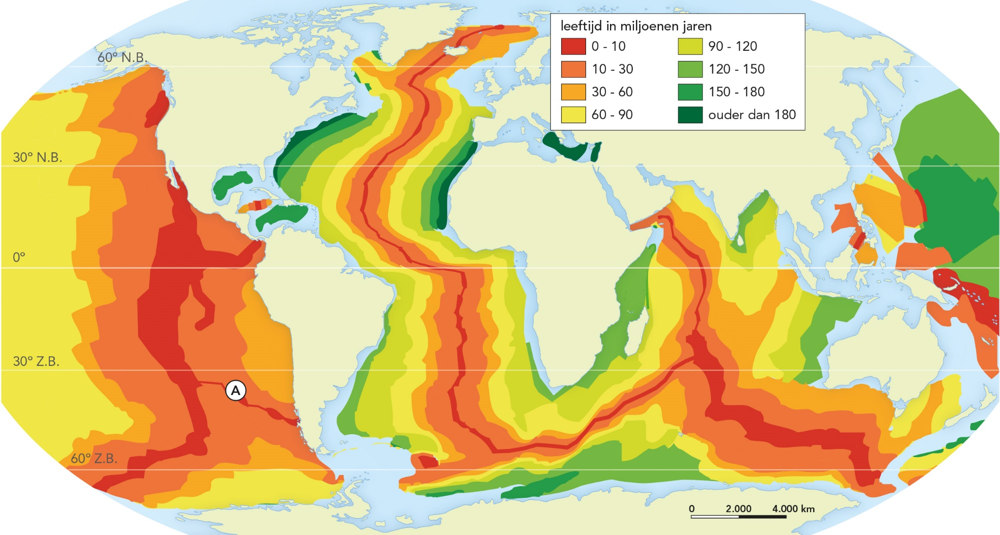 leeftijd in miljoenen jaren
0 - 10
90 - 120
10 - 30
120 - 150
30 - 60
150 - 180
60 - 90
ouder dan 180
60° N.B.
30° N.B.
0°
30° Z.B.
A
60° Z.B.
0 2.000 4.000 km